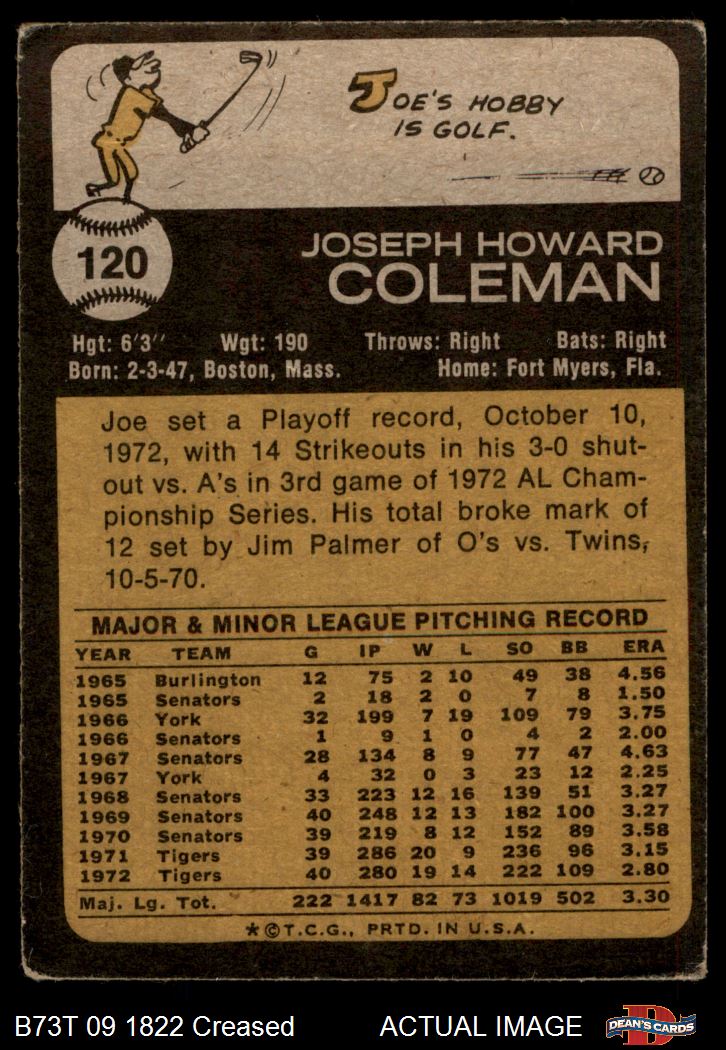 JOE'S HOBBY
IS GOLF.
120
JOSEPH HOWARD
COLEMAN
Hgt: 6'3'' Wgt: 190 Throws: Right Bats: Right
Born: 2-3-47, Boston, Mass. Home: Fort Myers, Fla.
Joe set a Playoff record, October 10,
1972, with 14 Strikeouts in his 3-0 shut-
out vs. A's in 3rd game of 1972 AL Cham-
pionship Series. His total broke mark of
12 set by Jim Palmer of O's vs. Twins,
10-5-70.
MAJOR & MINOR LEAGUE PITCHING RECORD
YEAR TEAM G IP W L SO BB ERA
1965 Burlington 12 75 2 10 49 38 4.56
1965 Senators 2 18 2 0 7 8 1.50
1966 York 32 199 7 19 109 79 3.75
1966 Senators 1 9 1 0 4 2 2.00
1967 Senators 28 134 8 9 77 47 4.63
1967 York 4 32 0 3 23 12 2.25
1968 Senators 33 223 12 16 139 51 3.27
1969 Senators 40 248 12 13 182 100 3.27
1970 Senators 39 219 8 12 152 89 3.58
1971 Tigers 39 286 20 9 236 96 3.15
1972 Tigers 40 280 19 14 222 109 2.80
Maj. Lg. Tot. 222 1417 82 73 1019 502 3.30
*©T.C.G., PRTD. IN U.S.A.
B73T 09 1822 Creased ACTUAL IMAGE D DEAN'S CARDS